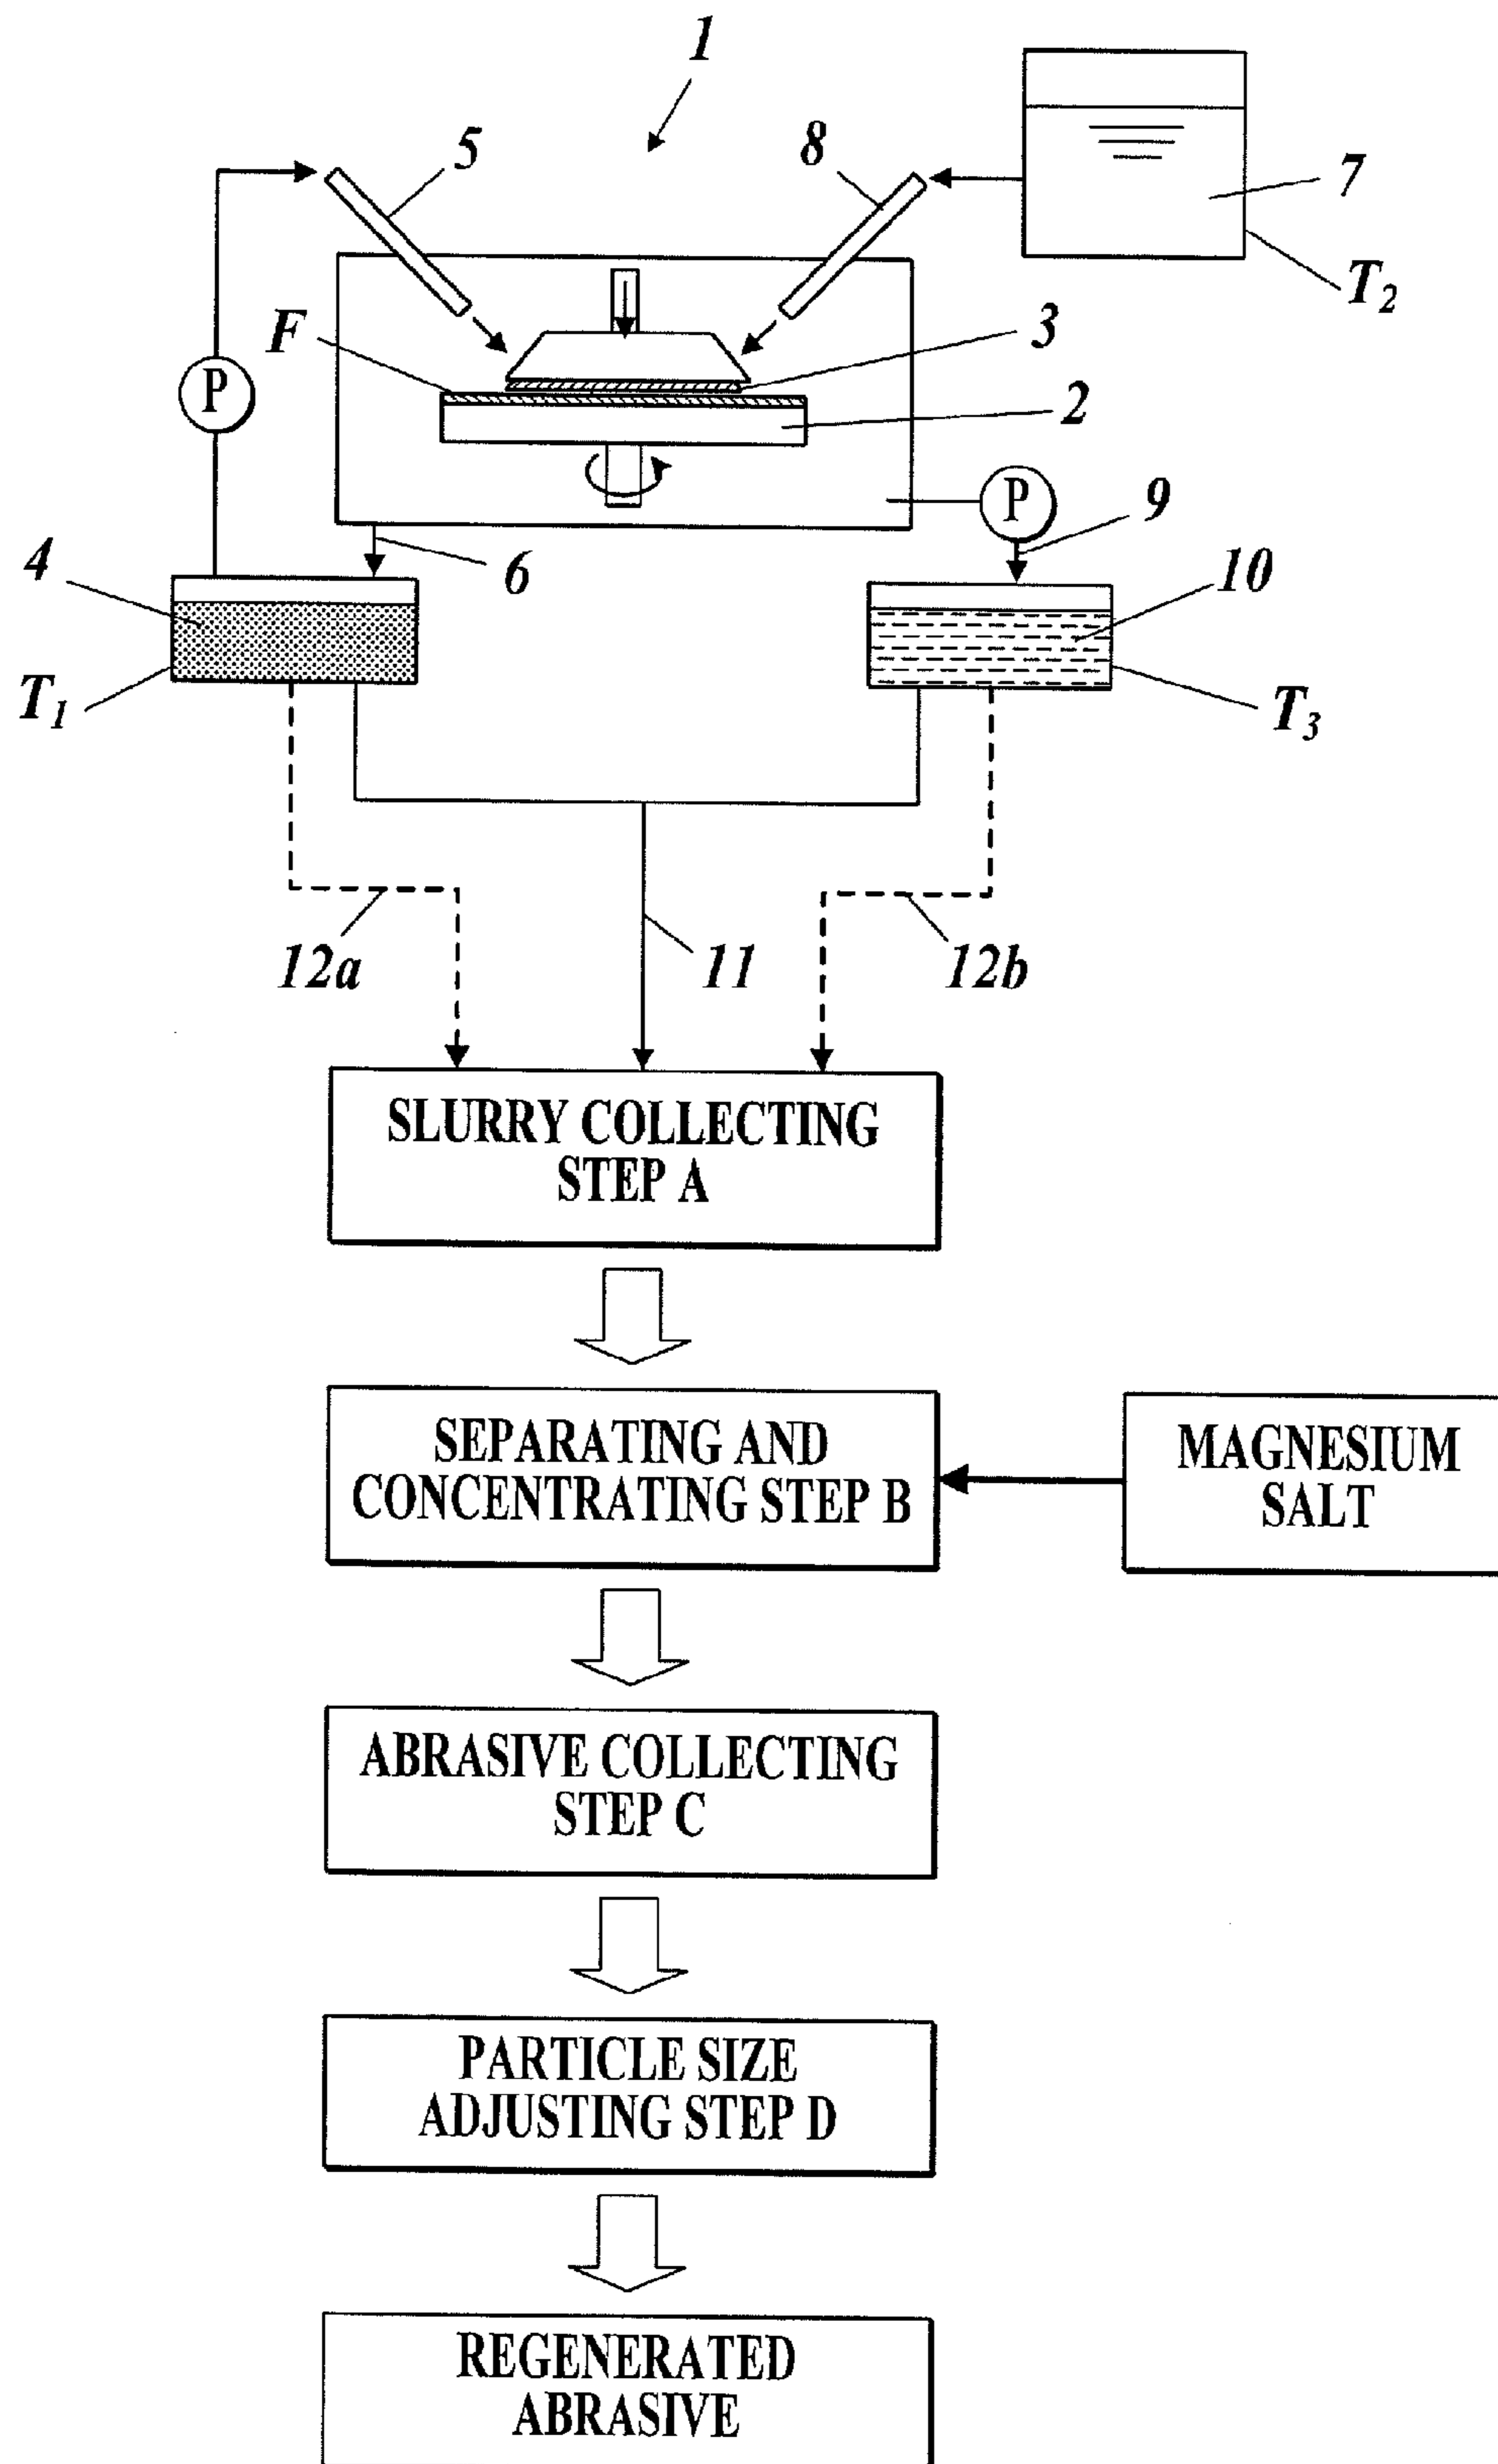 1
5
8
7
T2
F
3
2
P
P
9
4
6
10
T1
T3
12a
11
12b
SLURRY COLLECTING
STEP A
SEPARATING AND
CONCENTRATING STEP B
MAGNESIUM
SALT
ABRASIVE COLLECTING
STEP C
PARTICLE SIZE
ADJUSTING STEP D
REGENERATED
ABRASIVE